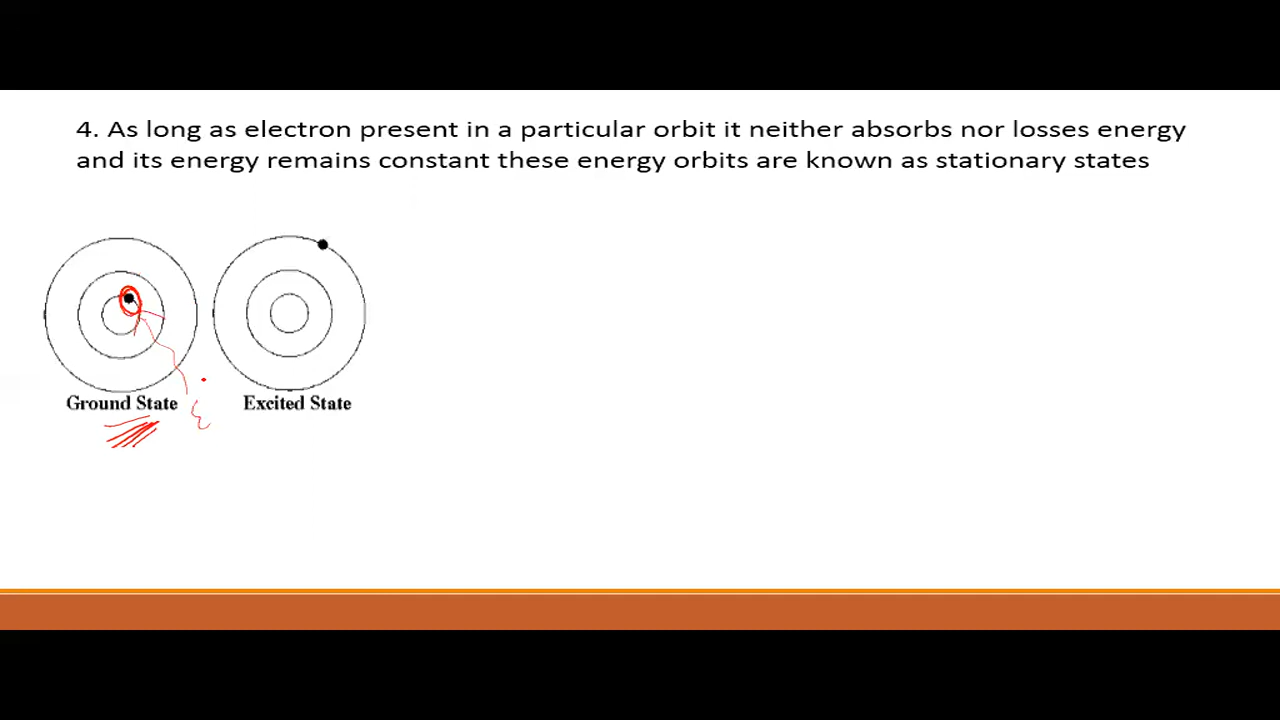 4. As long as electron present in a particular orbit it neither absorbs nor losses energy
and its energy remains constant these energy orbits are known as stationary states
Ground State
Excited State